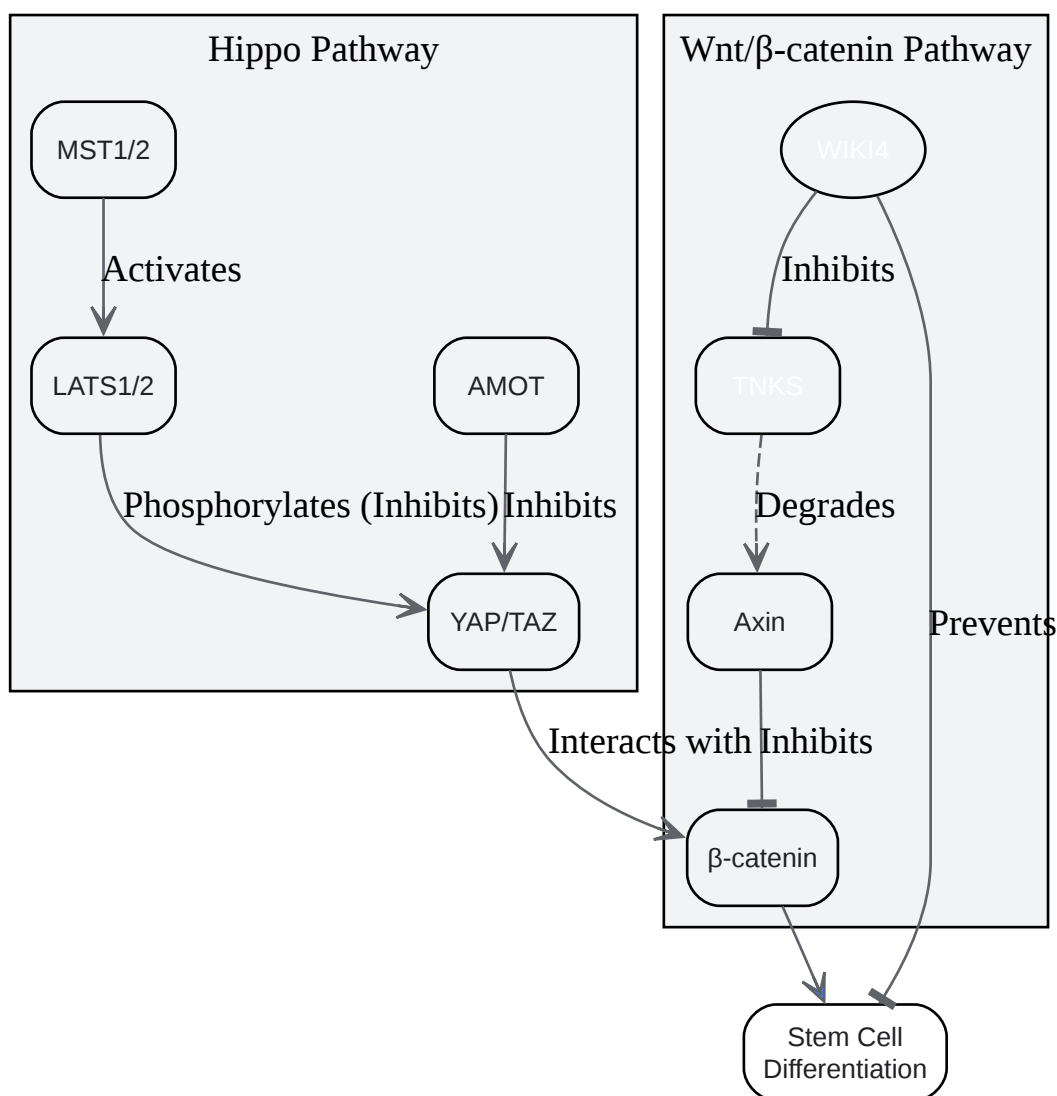 Hippo Pathway
Wnt/β-catenin Pathway
MST1/2
WIKI4
Activates
Inhibits
LATS1/2
AMOT
TNKS
Phosphorylates (Inhibits)
Inhibits
Degrades
YAP/TAZ
Axin
Prevents
Interacts with
Inhibits
β-catenin
Stem Cell
Differentiation